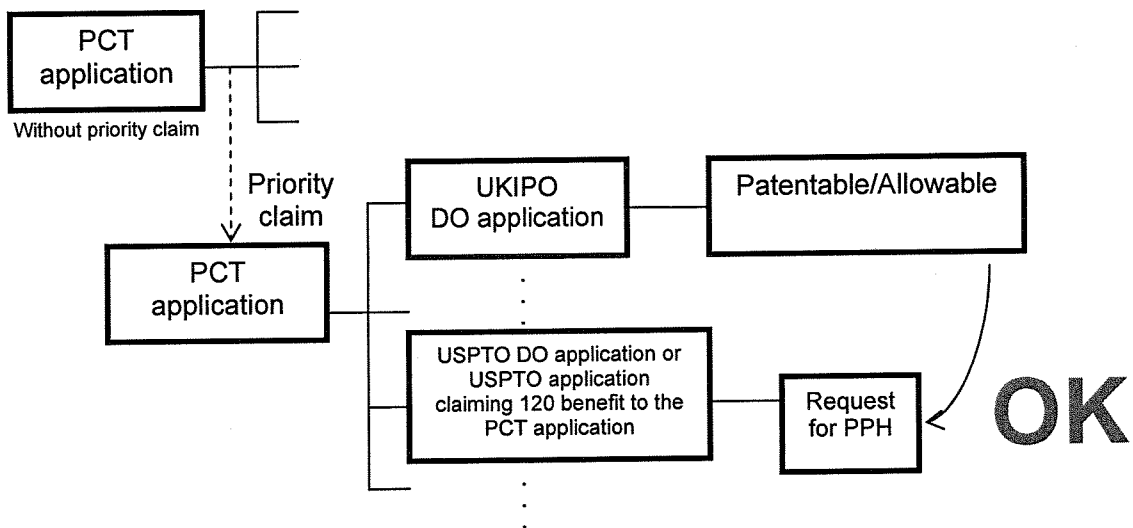 PCT
application
Without priority claim
Priority
claim
PCT
application
UKIPO
DO application
Patentable/Allowable
USPTO DO application or
USPTO application
claiming 120 benefit to the
PCT application
Request
for PPH
OK